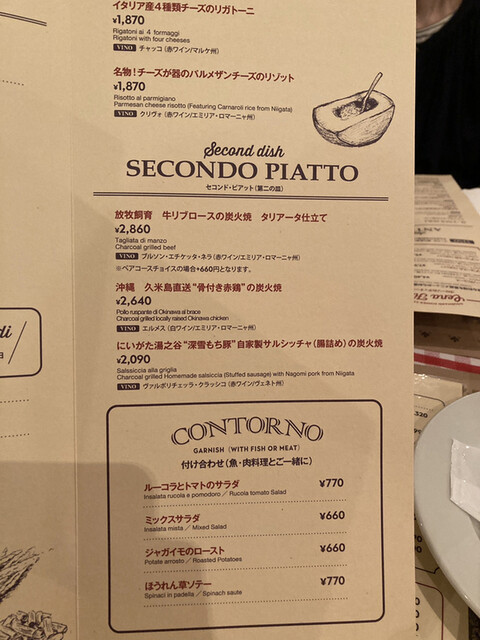 イタリア産4種類チーズのリガトーニ
¥1,870
Rigatoni ai 4 formaggi
Rigatoni with four cheeses
VINO チャッコ(赤ワイン/マルケ州)
名物!チーズが器のパルメザンチーズのリゾット
¥1,870
Risotto al parmigiano
Parmesan cheese risotto (Featuring Carnaroli rice from Niigata)
VINO クリヴォ(赤ワイン/エミリア・ロマーニャ州)
Second dish
SECONDO PIATTO
セコンド・ピアット(第二の皿)
放牧飼育 牛リブロースの炭火焼 タリアータ仕立て
¥2,860
Tagliata di manzo
Charcoal grilled beef
VINO ブルソン・エチケッタ・ネラ(赤ワイン/エミリア・ロマーニャ州)
※ペアコースチョイスの場合+660円となります。
沖縄 久米島直送“骨付き赤鶏”の炭火焼
¥2,640
Pollo ruspante di Okinawa al brace
Charcoal grilled locally raised Okinawa chicken
VINO エルメス(白ワイン/エミリア・ロマーニャ州)
にいがた湯之谷“深雪もち豚”自家製サルシッチャ(腸詰め)の炭火焼
¥2,090
Salssiccia alla griglia
Charcoal grilled Homemade salsiccia (Stuffed sausage) with Nagomi pork from Niigata
VINO ヴァルポリチェッラ・クラッシコ(赤ワイン/ヴェネト州)
CONTORNO
GARNISH (WITH FISH OR MEAT)
付け合わせ(魚・肉料理とご一緒に)
ルーコラとトマトのサラダ ¥770
Insalata rucola e pomodoro / Rucola tomato Salad
ミックスサラダ ¥660
Insalata mista / Mixed Salad
ジャガイモのロースト ¥660
Potate arrosto / Roasted Potatoes
ほうれん草ソテー ¥770
Spinaci in padella / Spinach saute